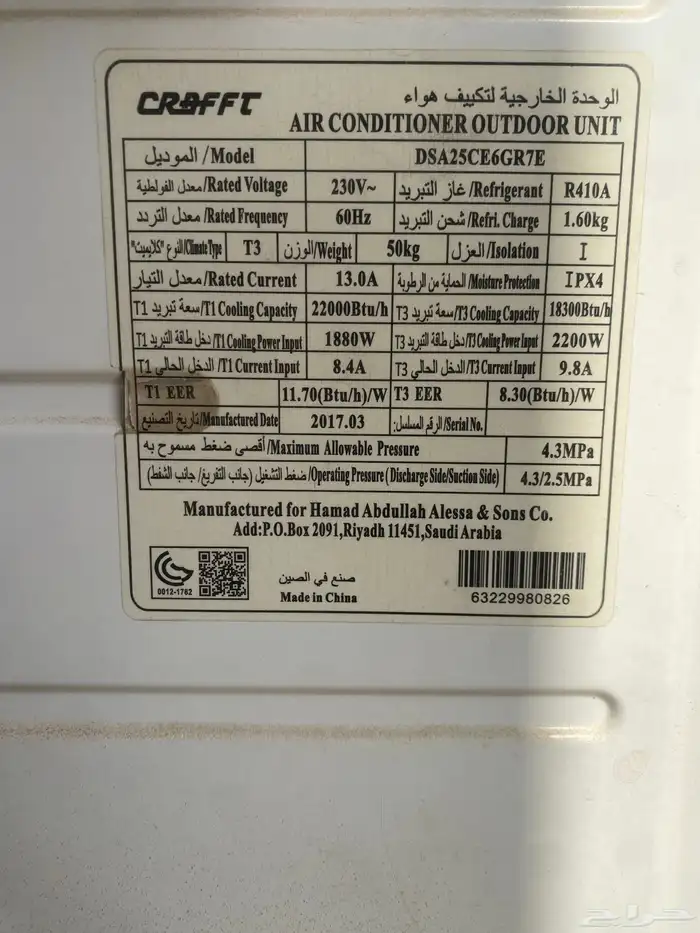 CRAFFT
الوحدة الخارجية لتكييف هواء
AIR CONDITIONER OUTDOOR UNIT
الموديل/Model DSA25CE6GR7E
معدل الفولطية/Rated Voltage 230V~ غاز التبريد/Refrigerant R410A
معدل التردد/Rated Frequency 60Hz شحن التبريد/Refri. Charge 1.60kg
النوع "كلايميت"/Climate Type T3 الوزن/Weight 50kg العزل/Isolation I
معدل التيار/Rated Current 13.0A الحماية من الرطوبة/Moisture Protection IPX4
سعة تبريد T1/T1 Cooling Capacity 22000Btu/h سعة تبريد T3/T3 Cooling Capacity 18300Btu/h
دخل طاقة التبريد T1/T1 Cooling Power Input 1880W دخل طاقة التبريد T3/T3 Cooling Power Input 2200W
الدخل الحالي T1/T1 Current Input 8.4A الدخل الحالي T3/T3 Current Input 9.8A
T1 EER 11.70(Btu/h)/W T3 EER 8.30(Btu/h)/W
تاريخ التصنيع/Manufactured Date 2017.03 الرقم المسلسل/Serial No.
أقصى ضغط مسموح به/Maximum Allowable Pressure 4.3MPa
ضغط التشغيل (جانب التفريغ/ جانب الشفط)/Operating Pressure (Discharge Side/Suction Side) 4.3/2.5MPa
Manufactured for Hamad Abdullah Alessa & Sons Co.
Add:P.O.Box 2091,Riyadh 11451,Saudi Arabia
صنع في الصين
Made in China
0012-1762
63229980826
حراج